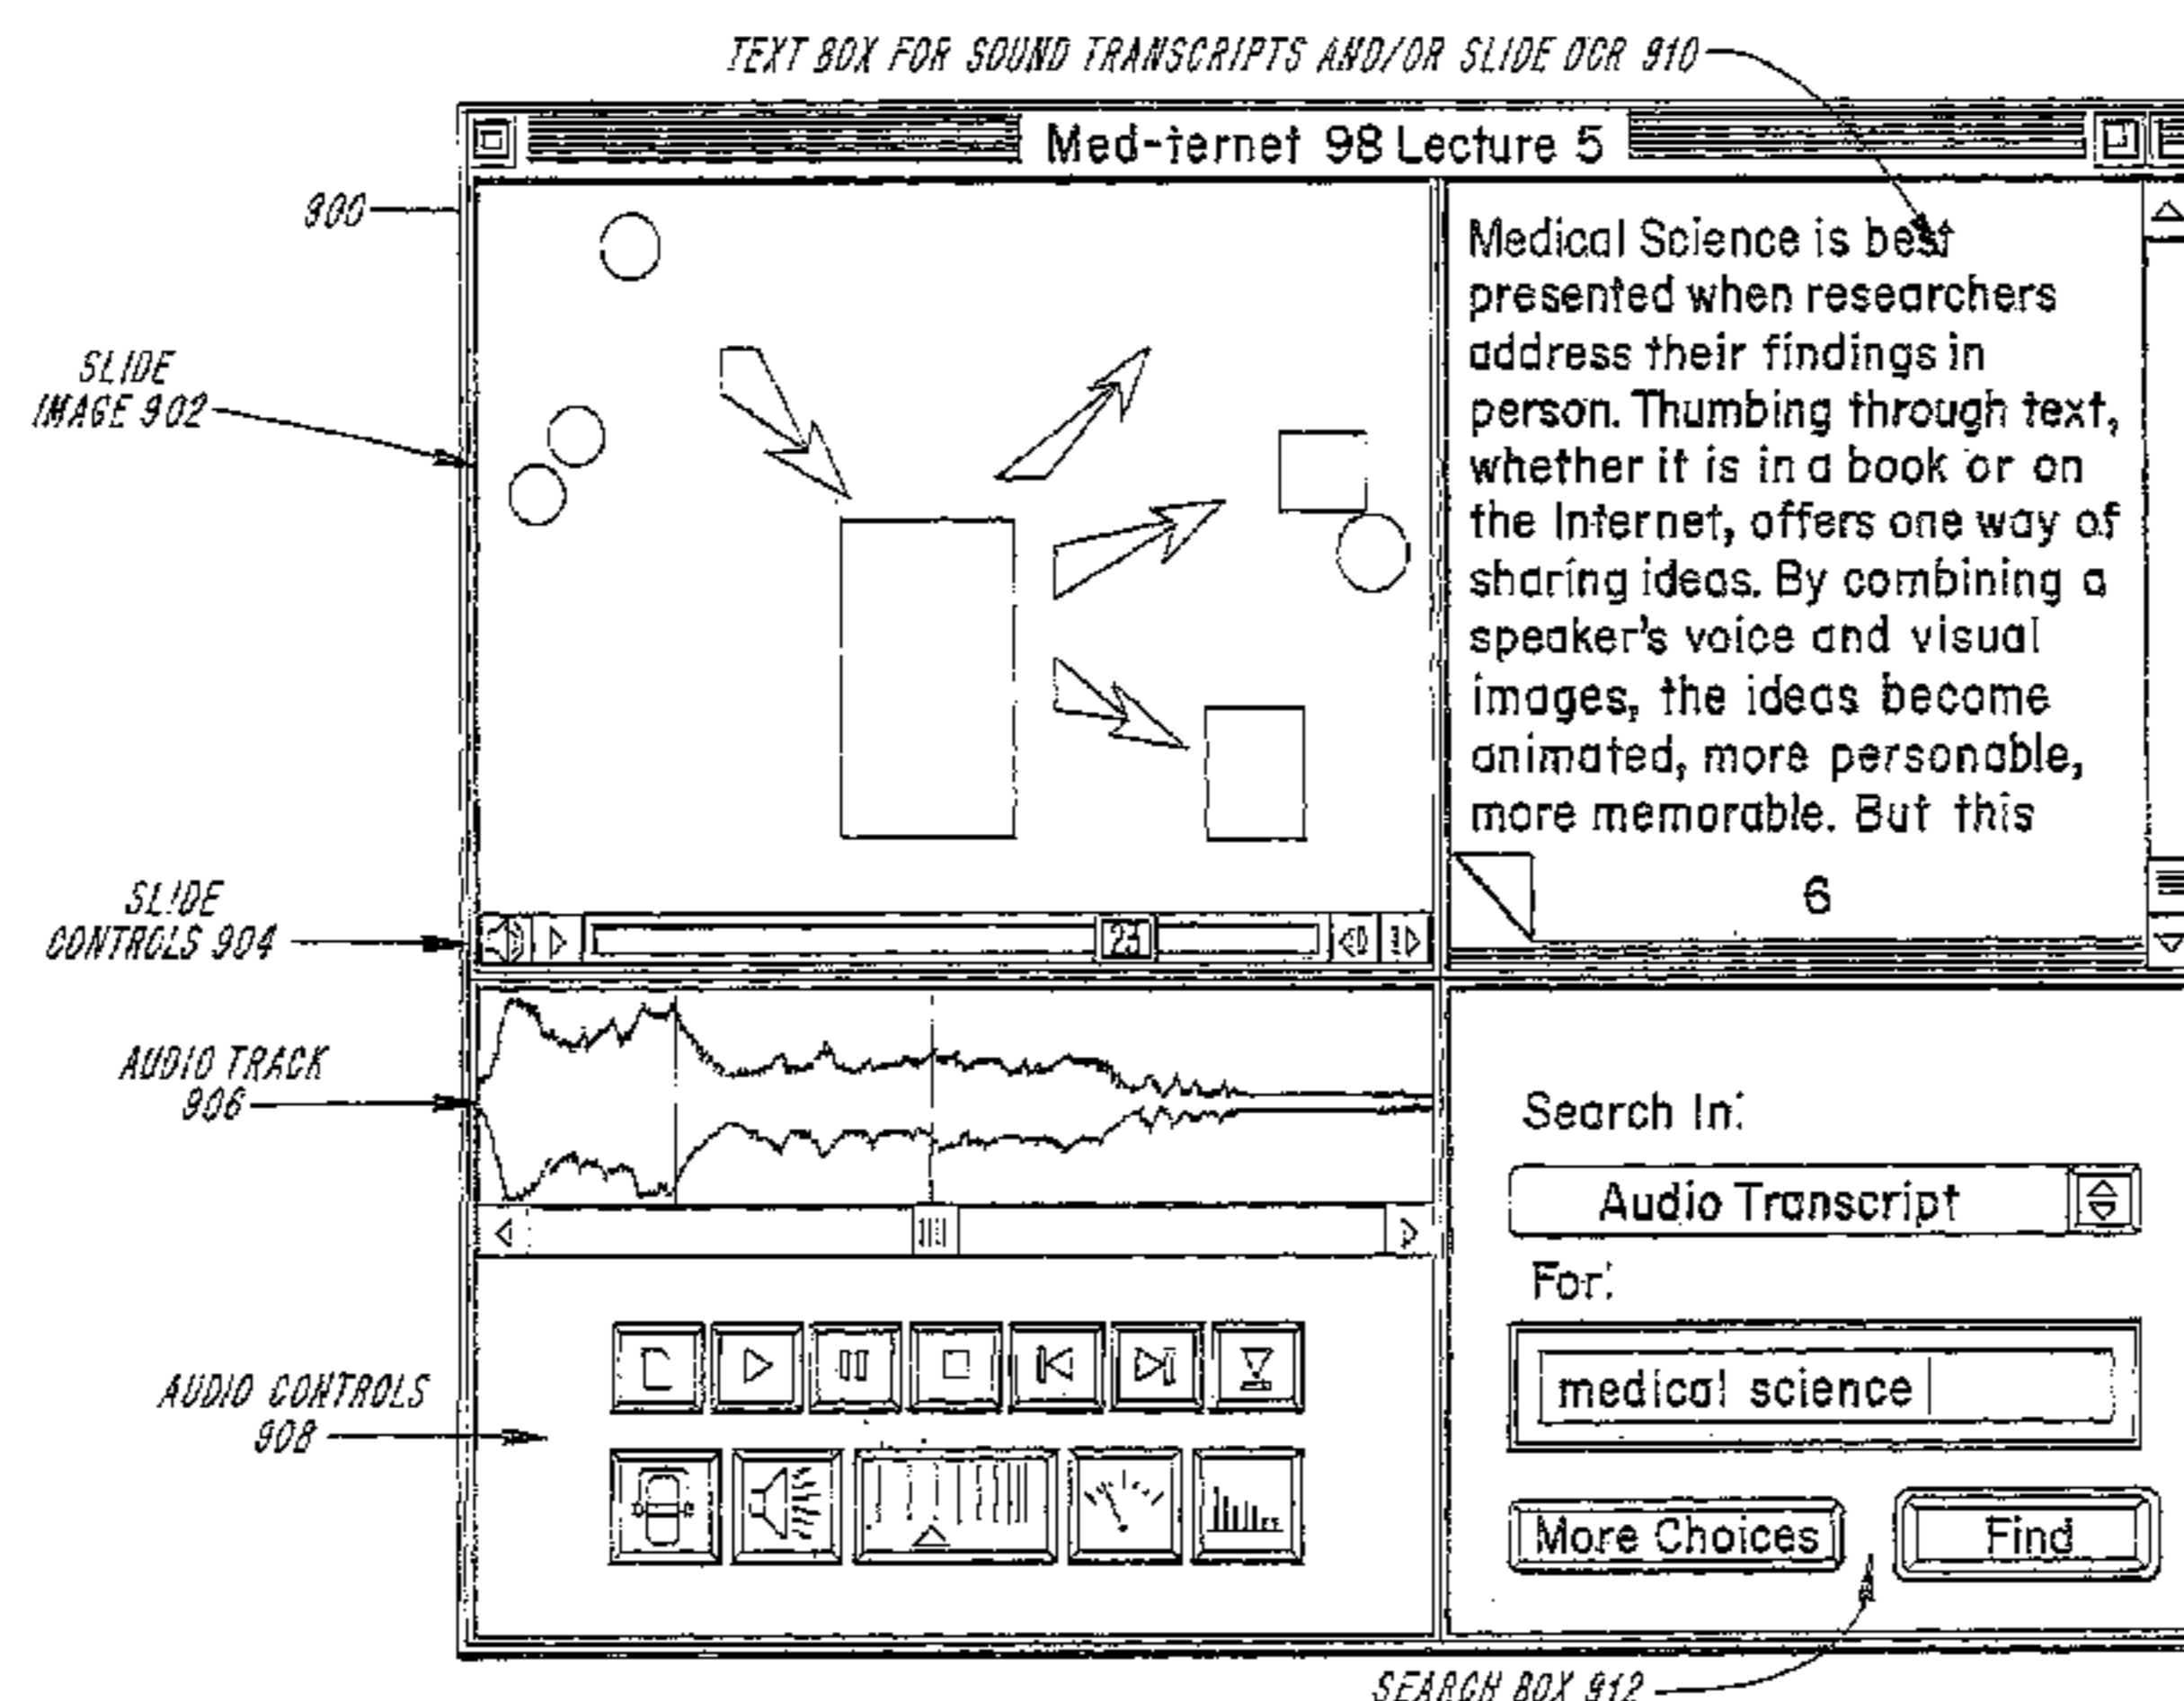 TEXT BOX FOR SOUND TRANSCRIPTS AND/OR SLIDE OCR 910
Med-ternet 98 Lecture 5
900
SLIDE
IMAGE 902
Medical Science is best
presented when researchers
address their findings in
person. Thumbing through text,
whether it is in a book or on
the Internet, offers one way of
sharing ideas. By combining a
speaker's voice and visual
images, the ideas become
animated, more personable,
more memorable. But this
6
SLIDE
CONTROLS 904
AUDIO TRACK
906
Search In:
Audio Transcript
For:
medical science
AUDIO CONTROLS
908
More Choices
Find
SEARCH BOX 912